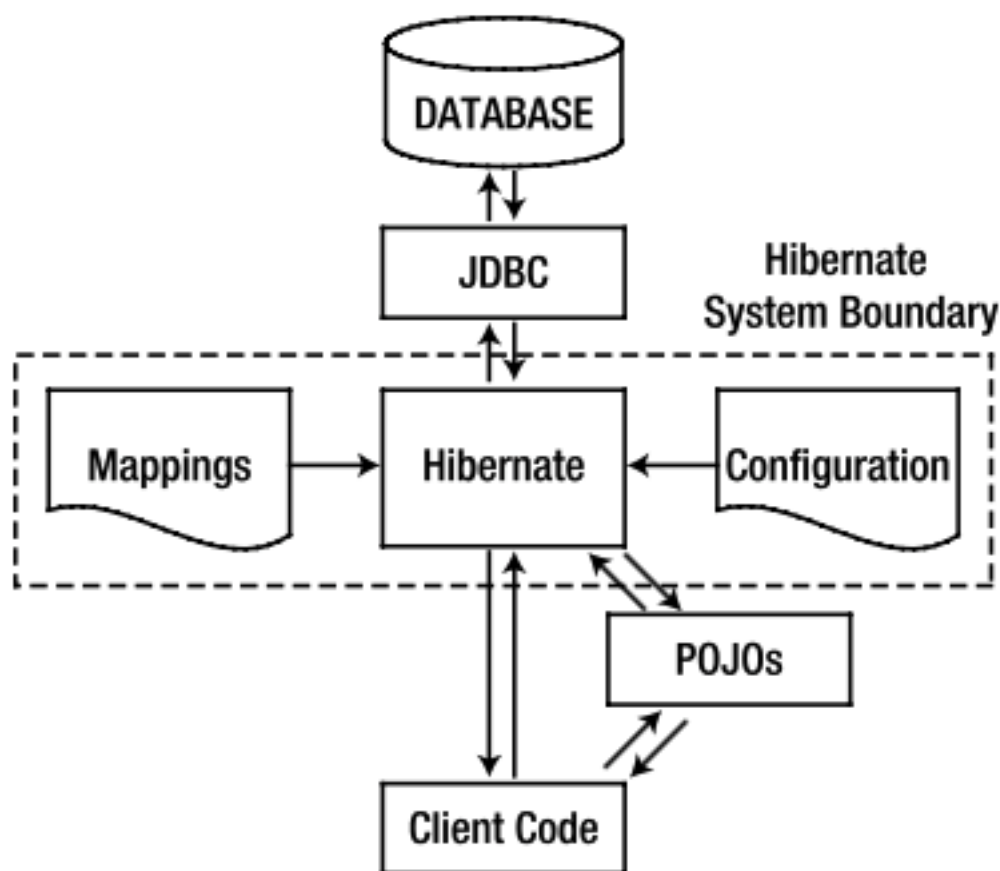 DATABASE
JDBC
Hibernate
System Boundary
Mappings
Hibernate
Configuration
POJOs
Client Code